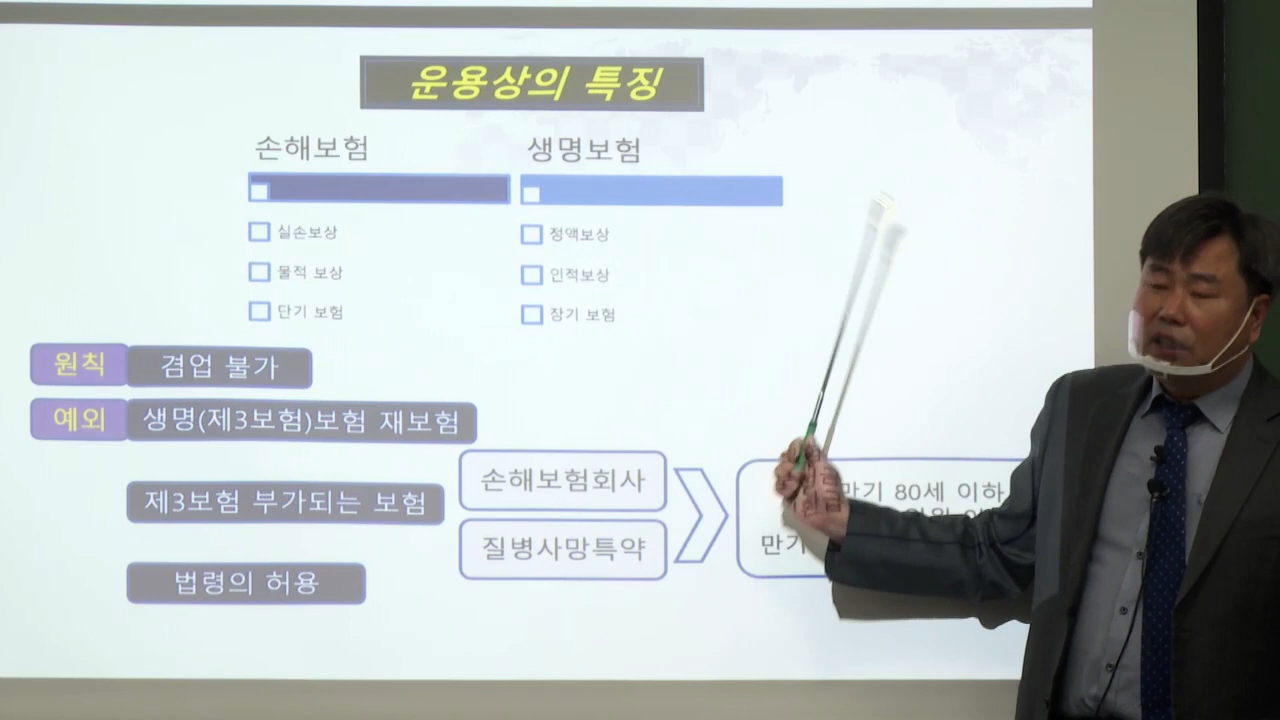 운용상의 특징
손해보험
생명보험
실손보상
정액보상
물적 보상
인적보상
단기 보험
장기 보험
원칙
겸업 불가
예외
생명(제3보험)보험 재보험
제3보험 부가되는 보험
손해보험회사
질병사망특약
만기 80세 이하
만기
법령의 허용